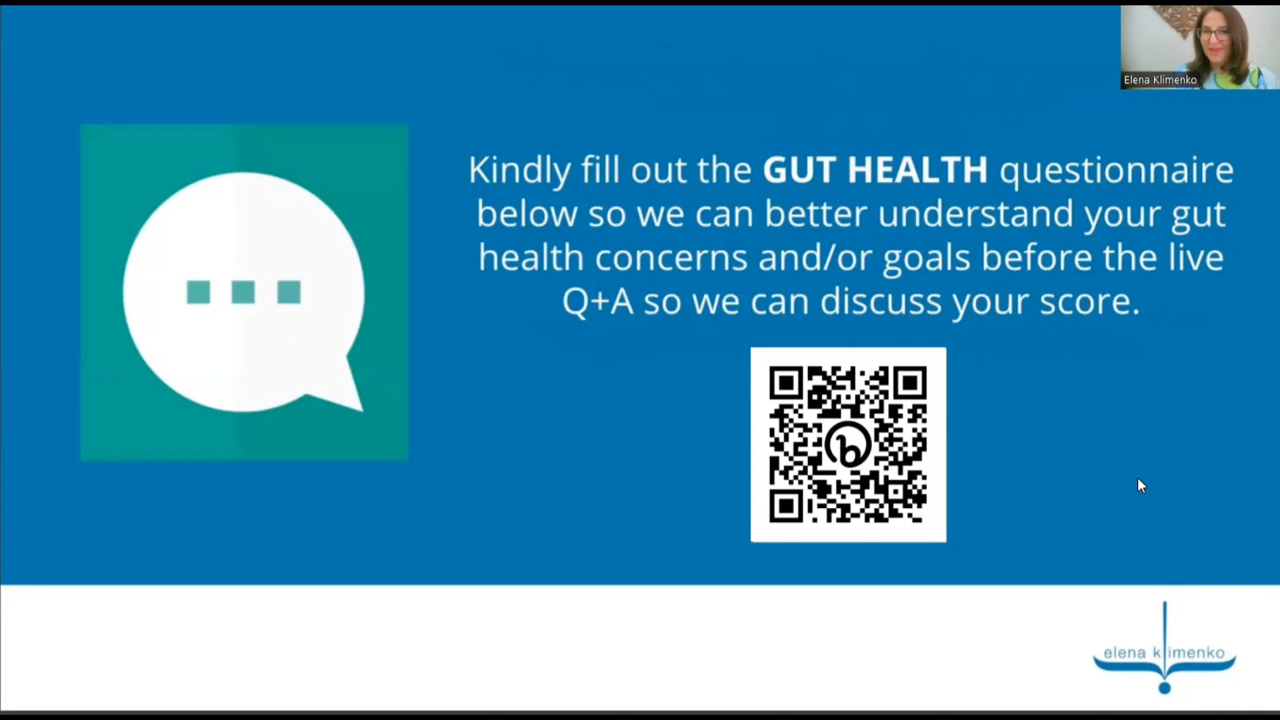 Elena Klimenko
Kindly fill out the GUT HEALTH questionnaire
below so we can better understand your gut
health concerns and/or goals before the live
Q+A so we can discuss your score.
b
elena klimenko